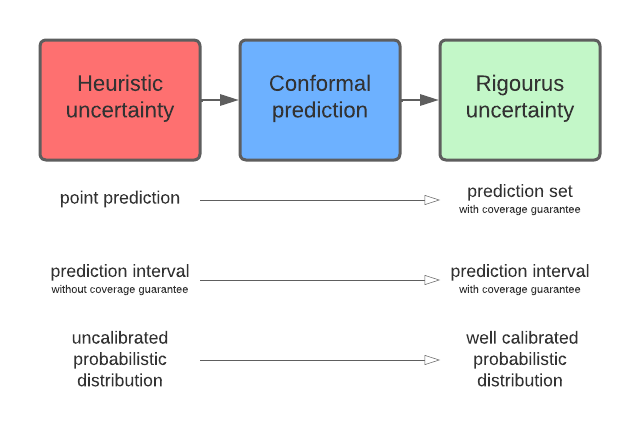 Heuristic
uncertainty
Conformal
prediction
Rigourus
uncertainty
point prediction
prediction set
with coverage guarantee
prediction interval
without coverage guarantee
prediction interval
with coverage guarantee
uncalibrated
probabilistic
distribution
well calibrated
probabilistic
distribution